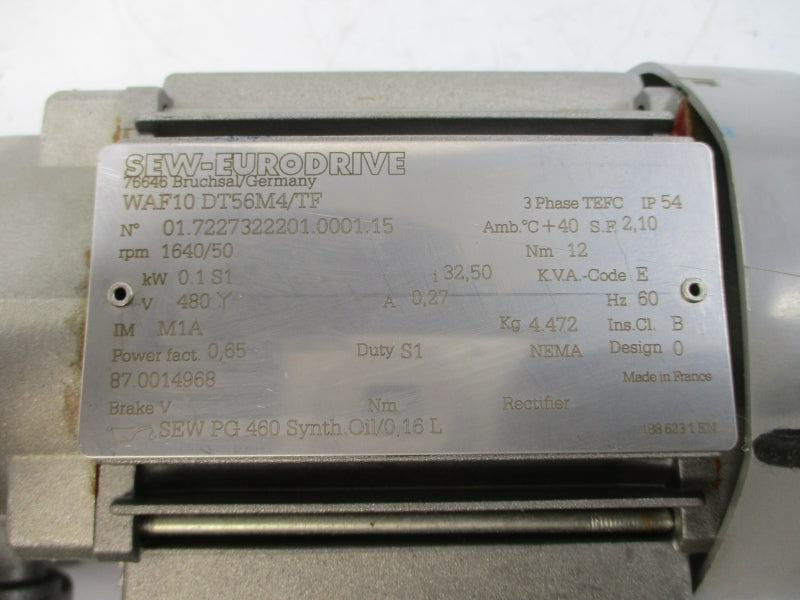 SEW-EURODRIVE
76646 Bruchsal/Germany
WAF10 DT56M4/TF 3 Phase TEFC IP 54
N° 01.7227322201.0001.15 Amb.°C +40 S.F. 2,10
rpm 1640/50 Nm 12
kW 0.1 S1 i 32,50 K.V.A.-Code E
V 480 Y A 0,27 Hz 60
IM M1A Kg 4.472 Ins.Cl. B
Power fact. 0,65 Duty S1 NEMA Design 0
87.0014968 Made in France
Brake V Nm Rectifier
SEW PG 460 Synth.Oil/0,16 L 188 623 1 EN